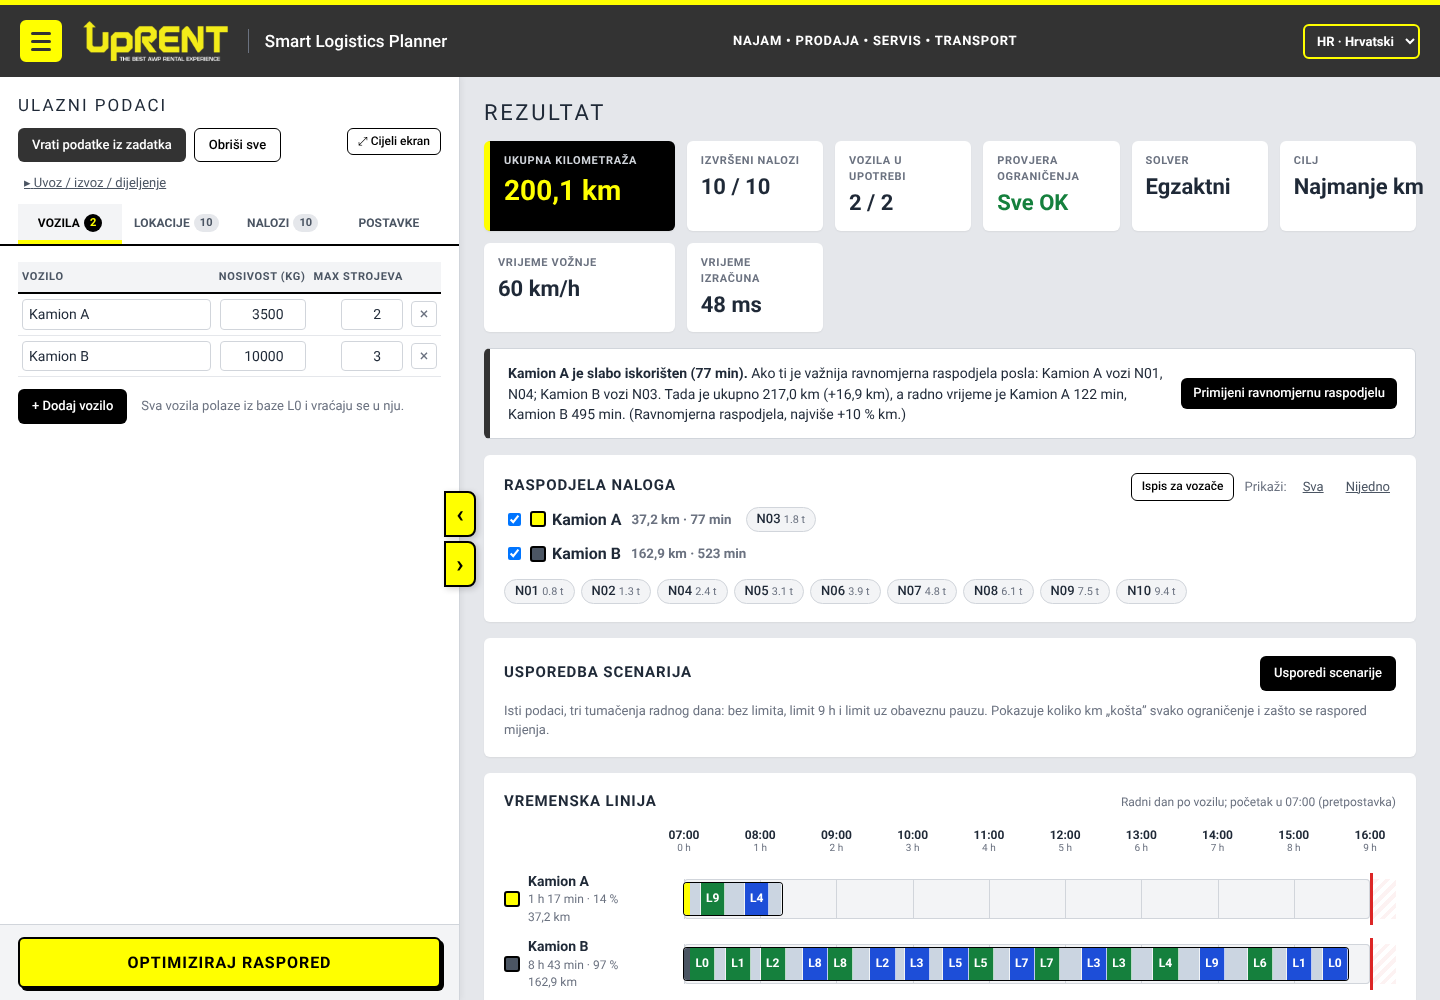 UpRENT
THE BEST AWP RENTAL EXPERIENCE
Smart Logistics Planner
NAJAM • PRODAJA • SERVIS • TRANSPORT
HR · Hrvatski
ULAZNI PODACI
Vrati podatke iz zadatka
Obriši sve
⤢ Cijeli ekran
▸ Uvoz / izvoz / dijeljenje
VOZILA 2
LOKACIJE 10
NALOZI 10
POSTAVKE
VOZILO NOSIVOST (KG) MAX STROJEVA
Kamion A 3500 2 ×
Kamion B 10000 3 ×
+ Dodaj vozilo
Sva vozila polaze iz baze L0 i vraćaju se u nju.
OPTIMIZIRAJ RASPORED
‹
›
REZULTAT
UKUPNA KILOMETRAŽA
200,1 km
IZVRŠENI NALOZI
10 / 10
VOZILA U
UPOTREBI
2 / 2
PROVJERA
OGRANIČENJA
Sve OK
SOLVER
Egzaktni
CILJ
Najmanje km
VRIJEME VOŽNJE
60 km/h
VRIJEME
IZRAČUNA
48 ms
Kamion A je slabo iskorišten (77 min). Ako ti je važnija ravnomjerna raspodjela posla: Kamion A vozi N01,
N04; Kamion B vozi N03. Tada je ukupno 217,0 km (+16,9 km), a radno vrijeme je Kamion A 122 min,
Kamion B 495 min. (Ravnomjerna raspodjela, najviše +10 % km.)
Primijeni ravnomjernu raspodjelu
RASPODJELA NALOGA
Ispis za vozače
Prikaži: Sva Nijedno
Kamion A 37,2 km · 77 min N03 1.8 t
Kamion B 162,9 km · 523 min
N01 0.8 t N02 1.3 t N04 2.4 t N05 3.1 t N06 3.9 t N07 4.8 t N08 6.1 t N09 7.5 t N10 9.4 t
USPOREDBA SCENARIJA
Usporedi scenarije
Isti podaci, tri tumačenja radnog dana: bez limita, limit 9 h i limit uz obaveznu pauzu. Pokazuje koliko km „košta” svako ograničenje i zašto se raspored
mijenja.
VREMENSKA LINIJA
Radni dan po vozilu; početak u 07:00 (pretpostavka)
07:00 08:00 09:00 10:00 11:00 12:00 13:00 14:00 15:00 16:00
0 h 1 h 2 h 3 h 4 h 5 h 6 h 7 h 8 h 9 h
Kamion A
1 h 17 min · 14 %
37,2 km
L9 L4
Kamion B
8 h 43 min · 97 %
162,9 km
L0 L1 L2 L8 L8 L2 L3 L5 L5 L7 L7 L3 L3 L4 L9 L6 L1 L0